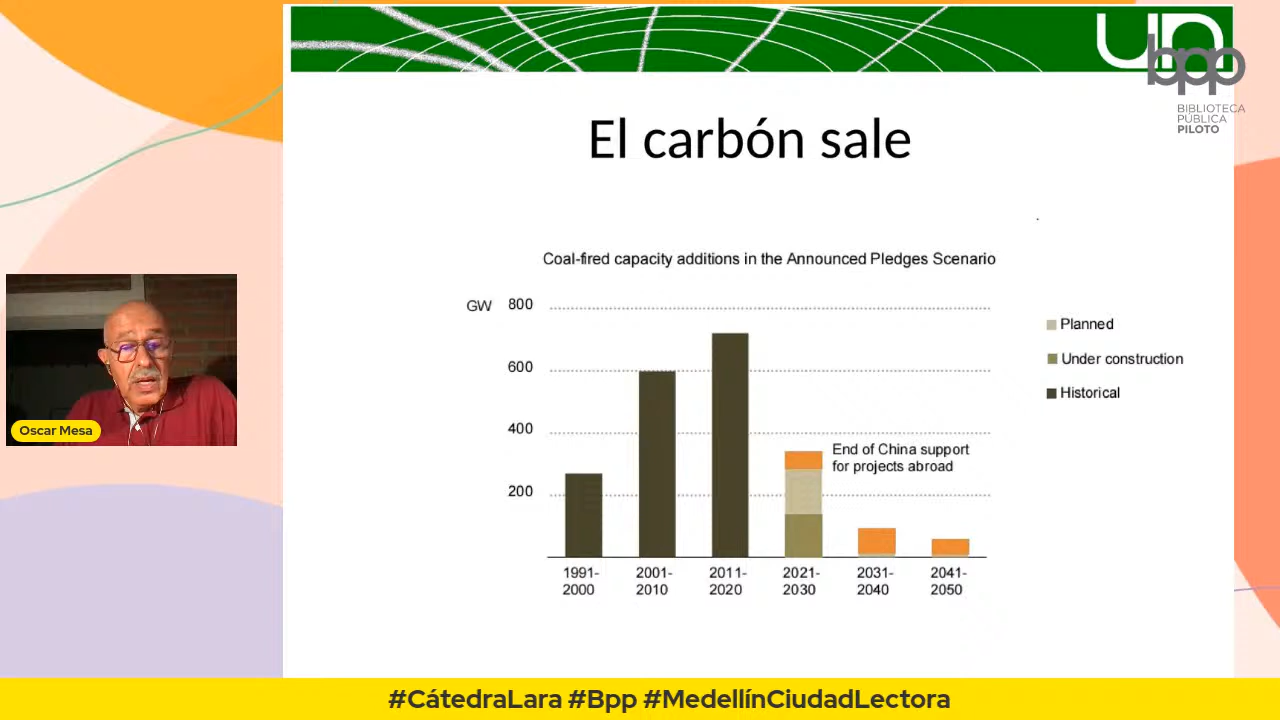 un
bpp
BIBLIOTECA
PÚBLICA
PILOTO
El carbón sale
Coal-fired capacity additions in the Announced Pledges Scenario
GW
800
600
400
200
Planned
Under construction
Historical
End of China support
for projects abroad
1991-
2000
2001-
2010
2011-
2020
2021-
2030
2031-
2040
2041-
2050
Oscar Mesa
#CátedraLara #Bpp #MedellínCiudadLectora